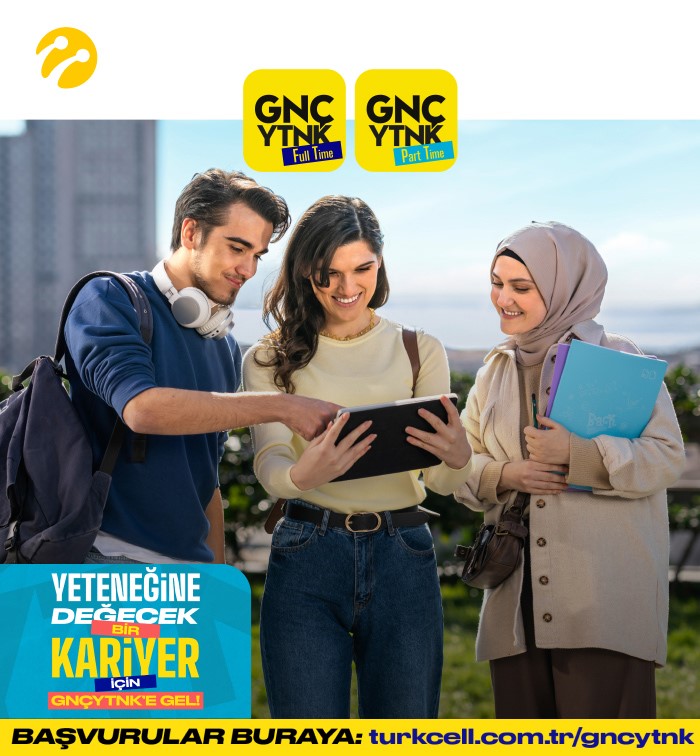 GNÇ
YTNK
Full Time
GNÇ
YTNK
Part Time
YETENEĞİNE
DEĞECEK
BİR
KARİYER
İÇİN
GNÇYTNK'E GEL!
BAŞVURULAR BURAYA: turkcell.com.tr/gncytnk